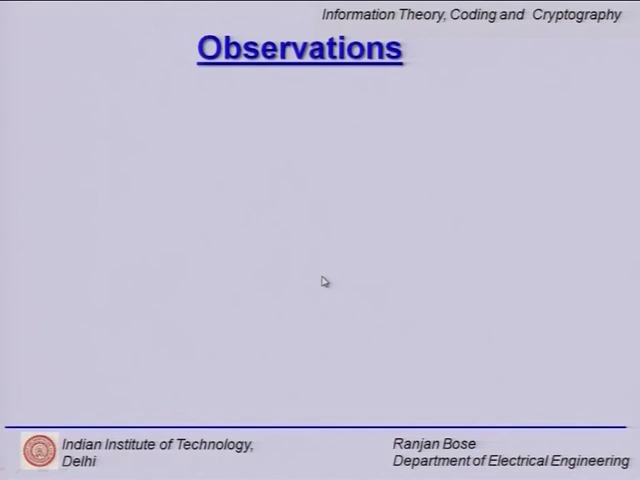 Information Theory, Coding and Cryptography
Observations
Indian Institute of Technology,
Delhi
Ranjan Bose
Department of Electrical Engineering